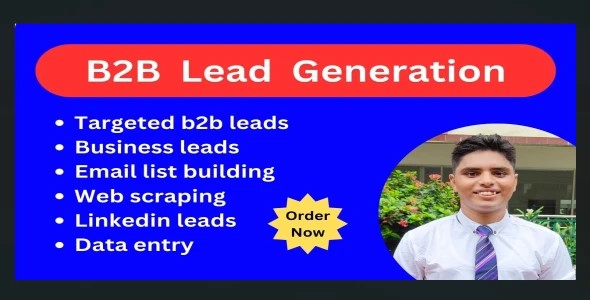 B2B Lead Generation
Targeted b2b leads
Business leads
Email list building
Web scraping
Linkedin leads
Data entry
Order
Now